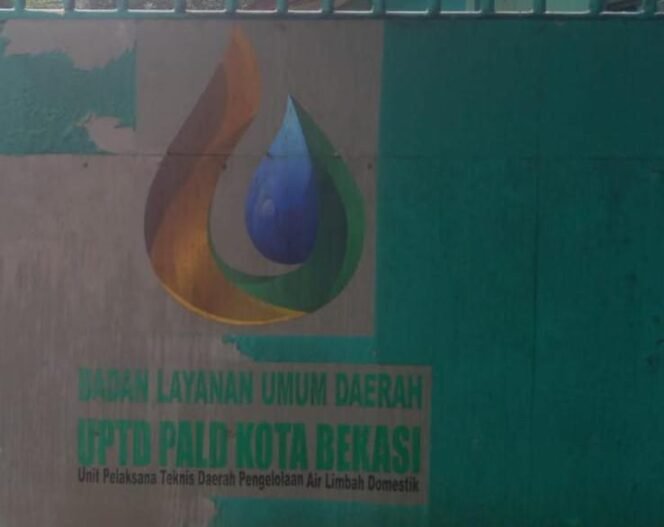 BADAN LAYANAN UMUM DAERAH
UPTD PALD KOTA BEKASI
Unit Pelaksana Teknis Daerah Pengelolaan Air Limbah Domestik